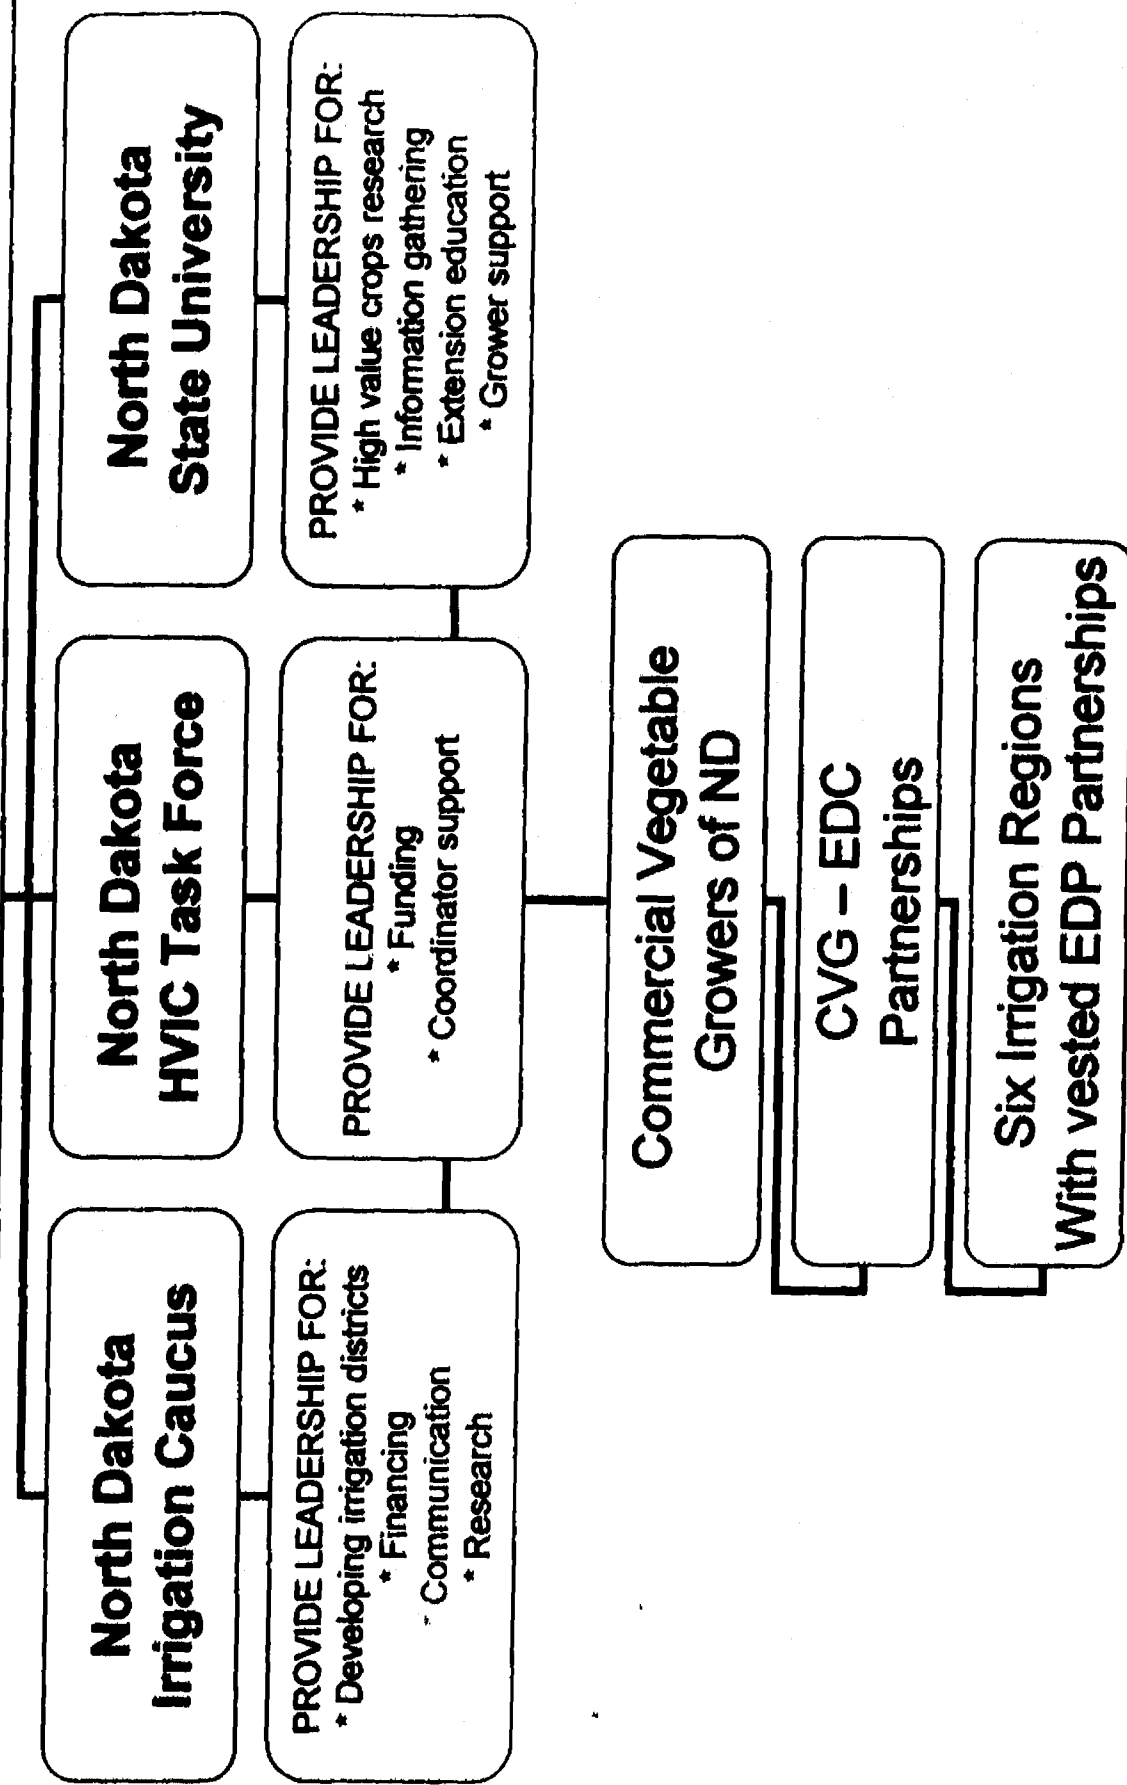 North Dakota
Irrigation Caucus
PROVIDE LEADERSHIP FOR:
* Developing irrigation districts
* Financing
* Communication
* Research
North Dakota
HVIC Task Force
PROVIDE LEADERSHIP FOR:
* Funding
* Coordinator support
North Dakota
State University
PROVIDE LEADERSHIP FOR:
* High value crops research
* Information gathering
* Extension education
* Grower support
Commercial Vegetable
Growers of ND
CVG – EDC
Partnerships
Six Irrigation Regions
With vested EDP Partnerships